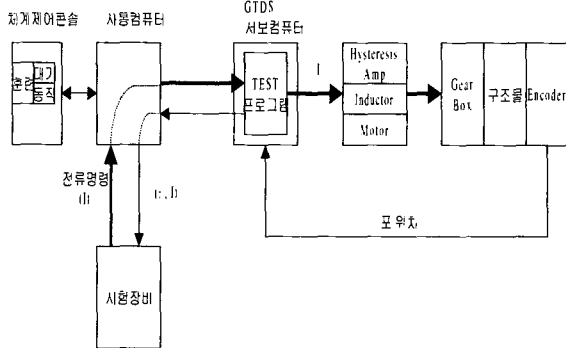 체계제어콘솔
사통컴퓨터
GTDS
서보컴퓨터
훈련
대기
동작
TEST
프로그램
I
Hysteresis
Amp
Inductor
Motor
Gear
Box
구조물
Encoder
전류명령
(I)
포 위치
시험장비